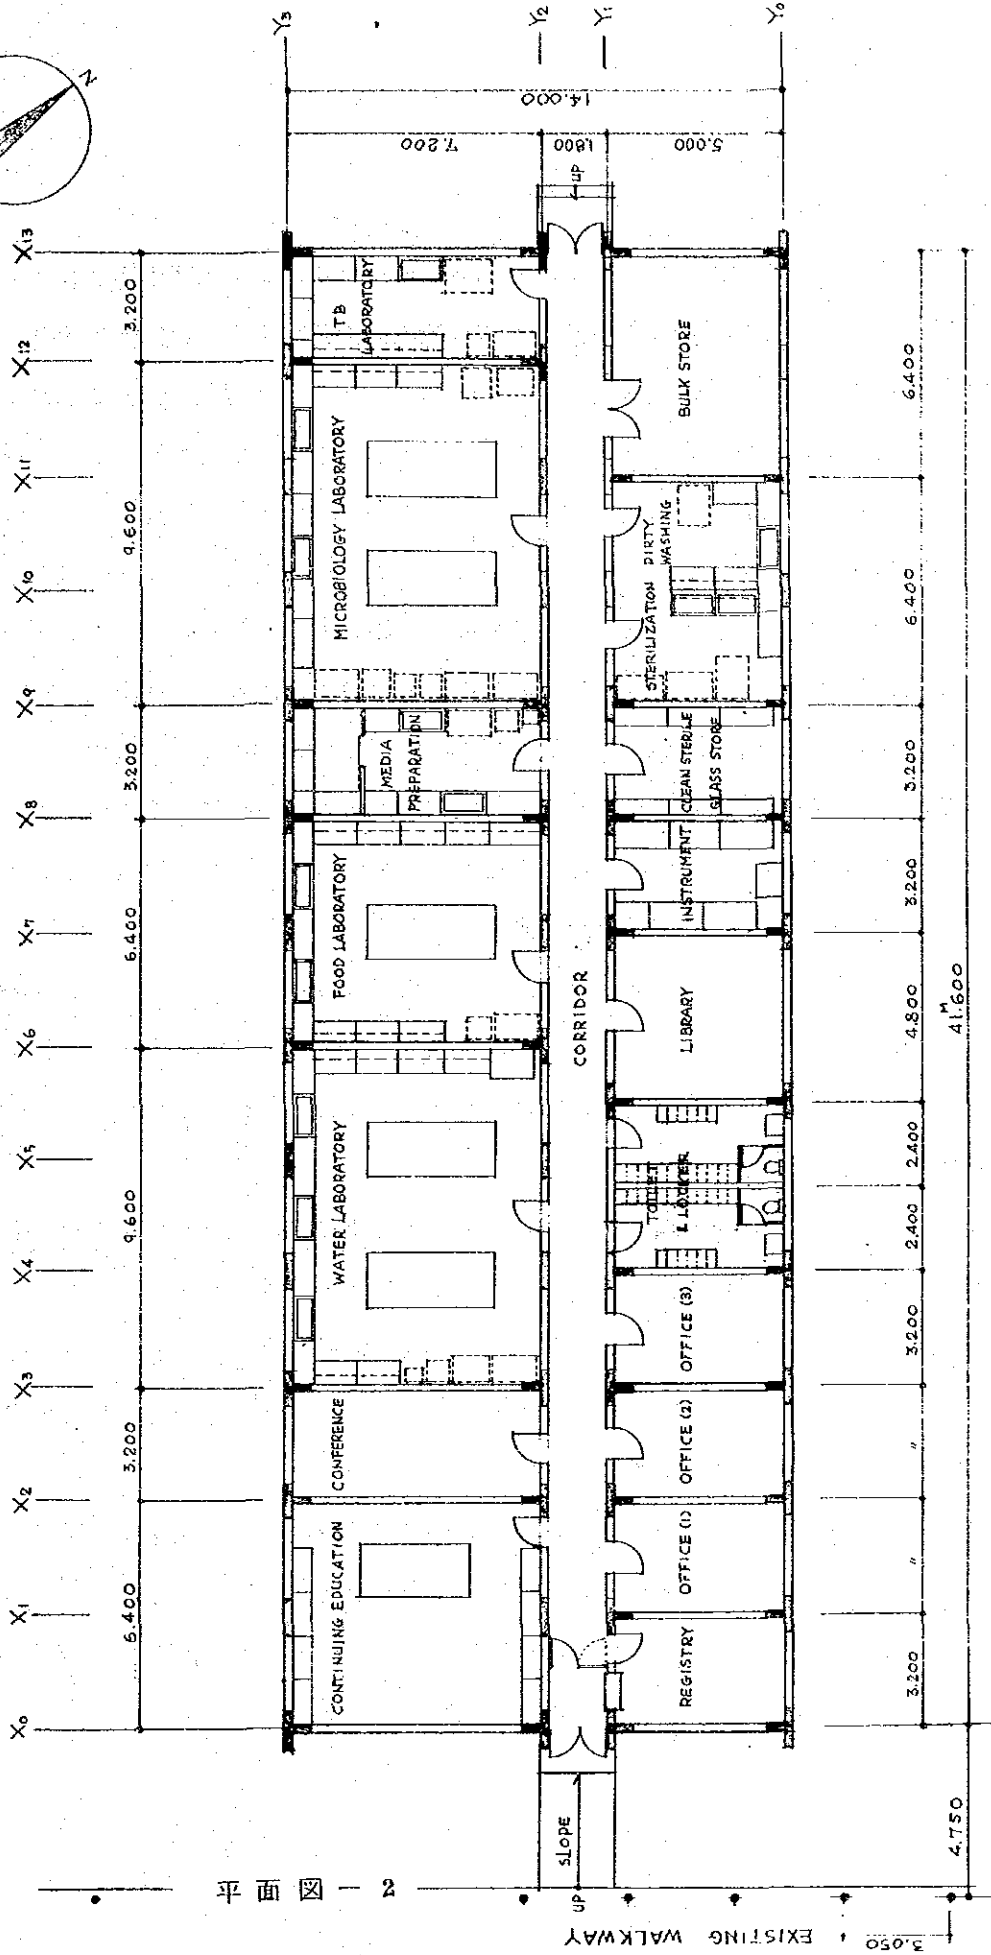 N
X₁₃
X₁₂
X₁₁
X₁₀
X₉
X₈
X₇
X₆
X₅
X₄
X₃
X₂
X₁
X₀
3.200
9.600
3.200
6.400
9.600
3.200
6.400
Y₃
Y₂
Y₁
Y₀
14.000
7.200
1.800
5.000
UP
TB
LABORATORY
MICROBIOLOGY LABORATORY
MEDIA
PREPARATION
FOOD LABORATORY
WATER LABORATORY
CONFERENCE
CONTINUING EDUCATION
CORRIDOR
BULK STORE
DIRTY
WASHING
STERILIZATION
CLEAN STERILE
GLASS STORE
INSTRUMENT
LIBRARY
TOILET
& LOCKER
OFFICE (3)
OFFICE (2)
OFFICE (1)
REGISTRY
6.400
6.400
3.200
3.200
4.800
2.400
2.400
3.200
〃
〃
3.200
41.600
M
4.750
SLOPE
UP
EXISTING WALKWAY
3.050
図面平
— 2